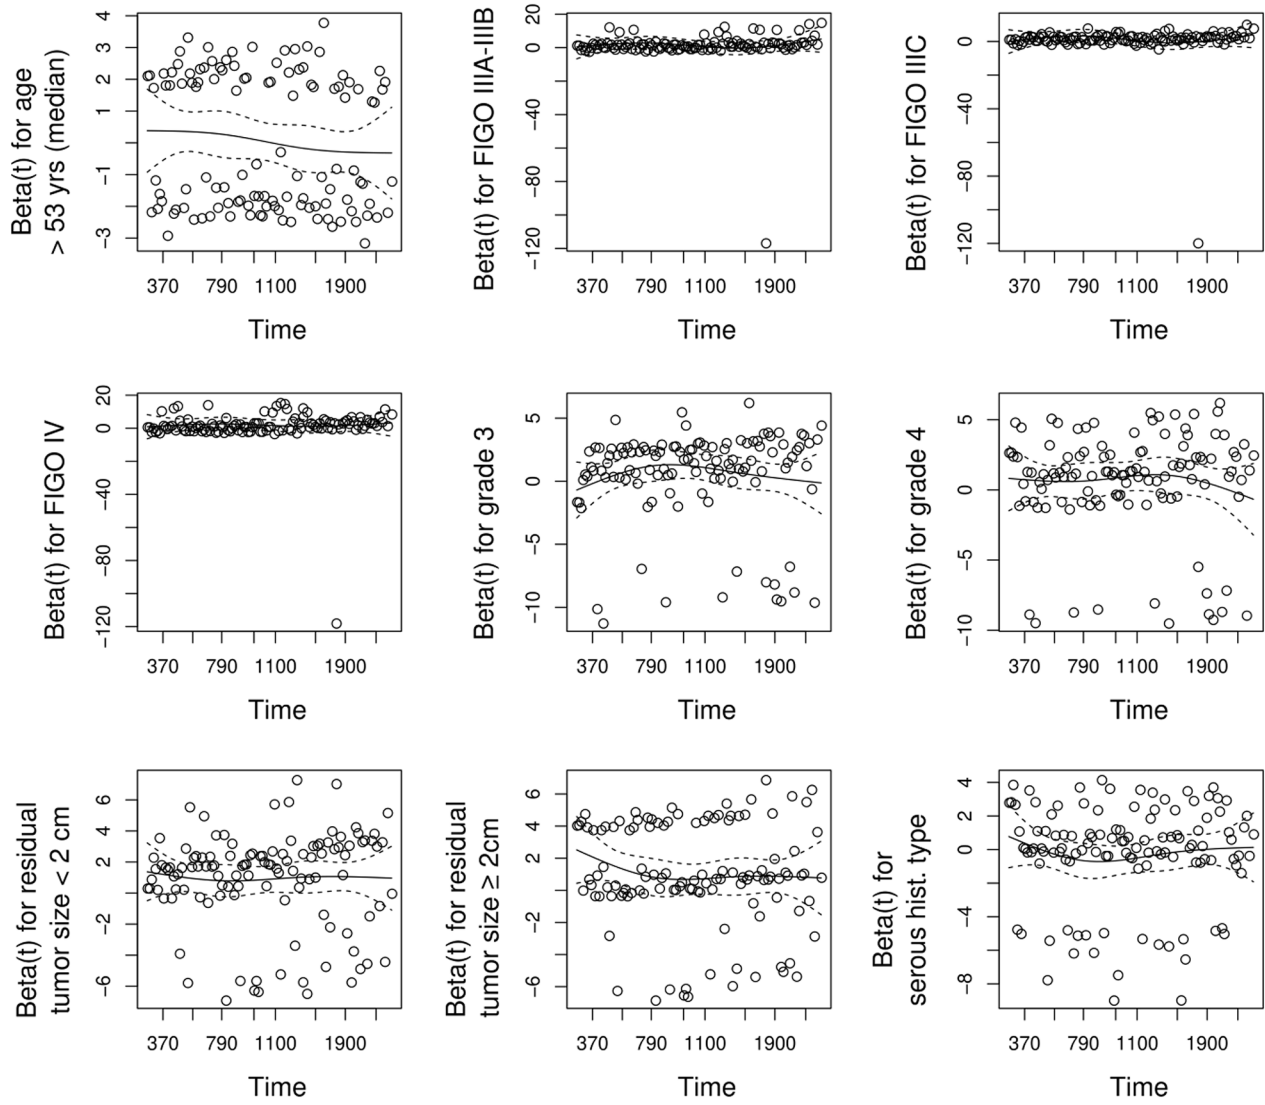 Beta(t) for age
> 53 yrs (median)
4
3
2
1
−1
−3
370 790 1100 1900
Time
Beta(t) for FIGO IIIA-IIIB
20
0
−40
−80
−120
370 790 1100 1900
Time
Beta(t) for FIGO IIIC
0
−40
−80
−120
370 790 1100 1900
Time
Beta(t) for FIGO IV
20
0
−40
−80
−120
370 790 1100 1900
Time
Beta(t) for grade 3
5
0
−5
−10
370 790 1100 1900
Time
Beta(t) for grade 4
5
0
−5
−10
370 790 1100 1900
Time
Beta(t) for residual
tumor size < 2 cm
6
4
2
−2
−6
370 790 1100 1900
Time
Beta(t) for residual
tumor size ≥ 2cm
6
4
2
−2
−6
370 790 1100 1900
Time
Beta(t) for
serous hist. type
4
2
0
−4
−8
370 790 1100 1900
Time